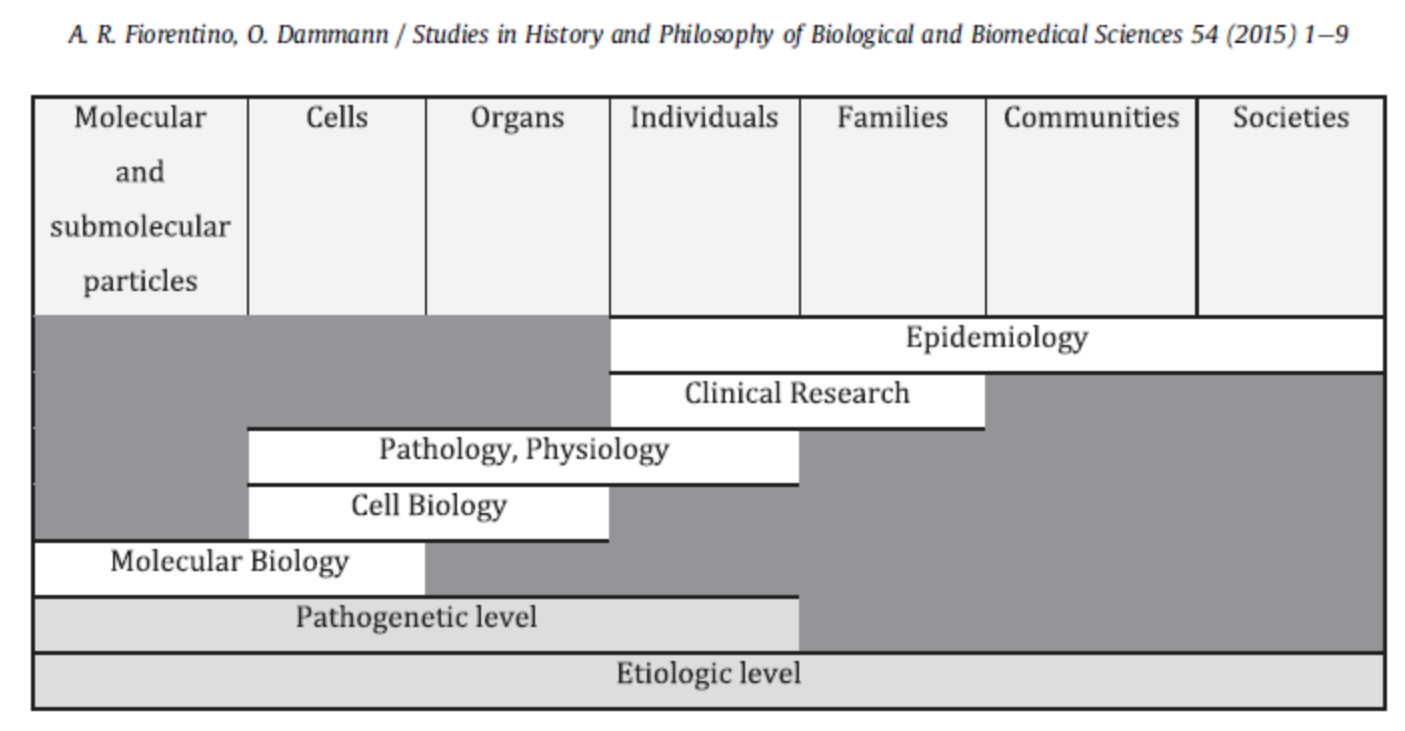 A. R. Fiorentino, O. Dammann / Studies in History and Philosophy of Biological and Biomedical Sciences 54 (2015) 1–9
Molecular and submolecular particles
Cells
Organs
Individuals
Families
Communities
Societies
Epidemiology
Clinical Research
Pathology, Physiology
Cell Biology
Molecular Biology
Pathogenetic level
Etiologic level